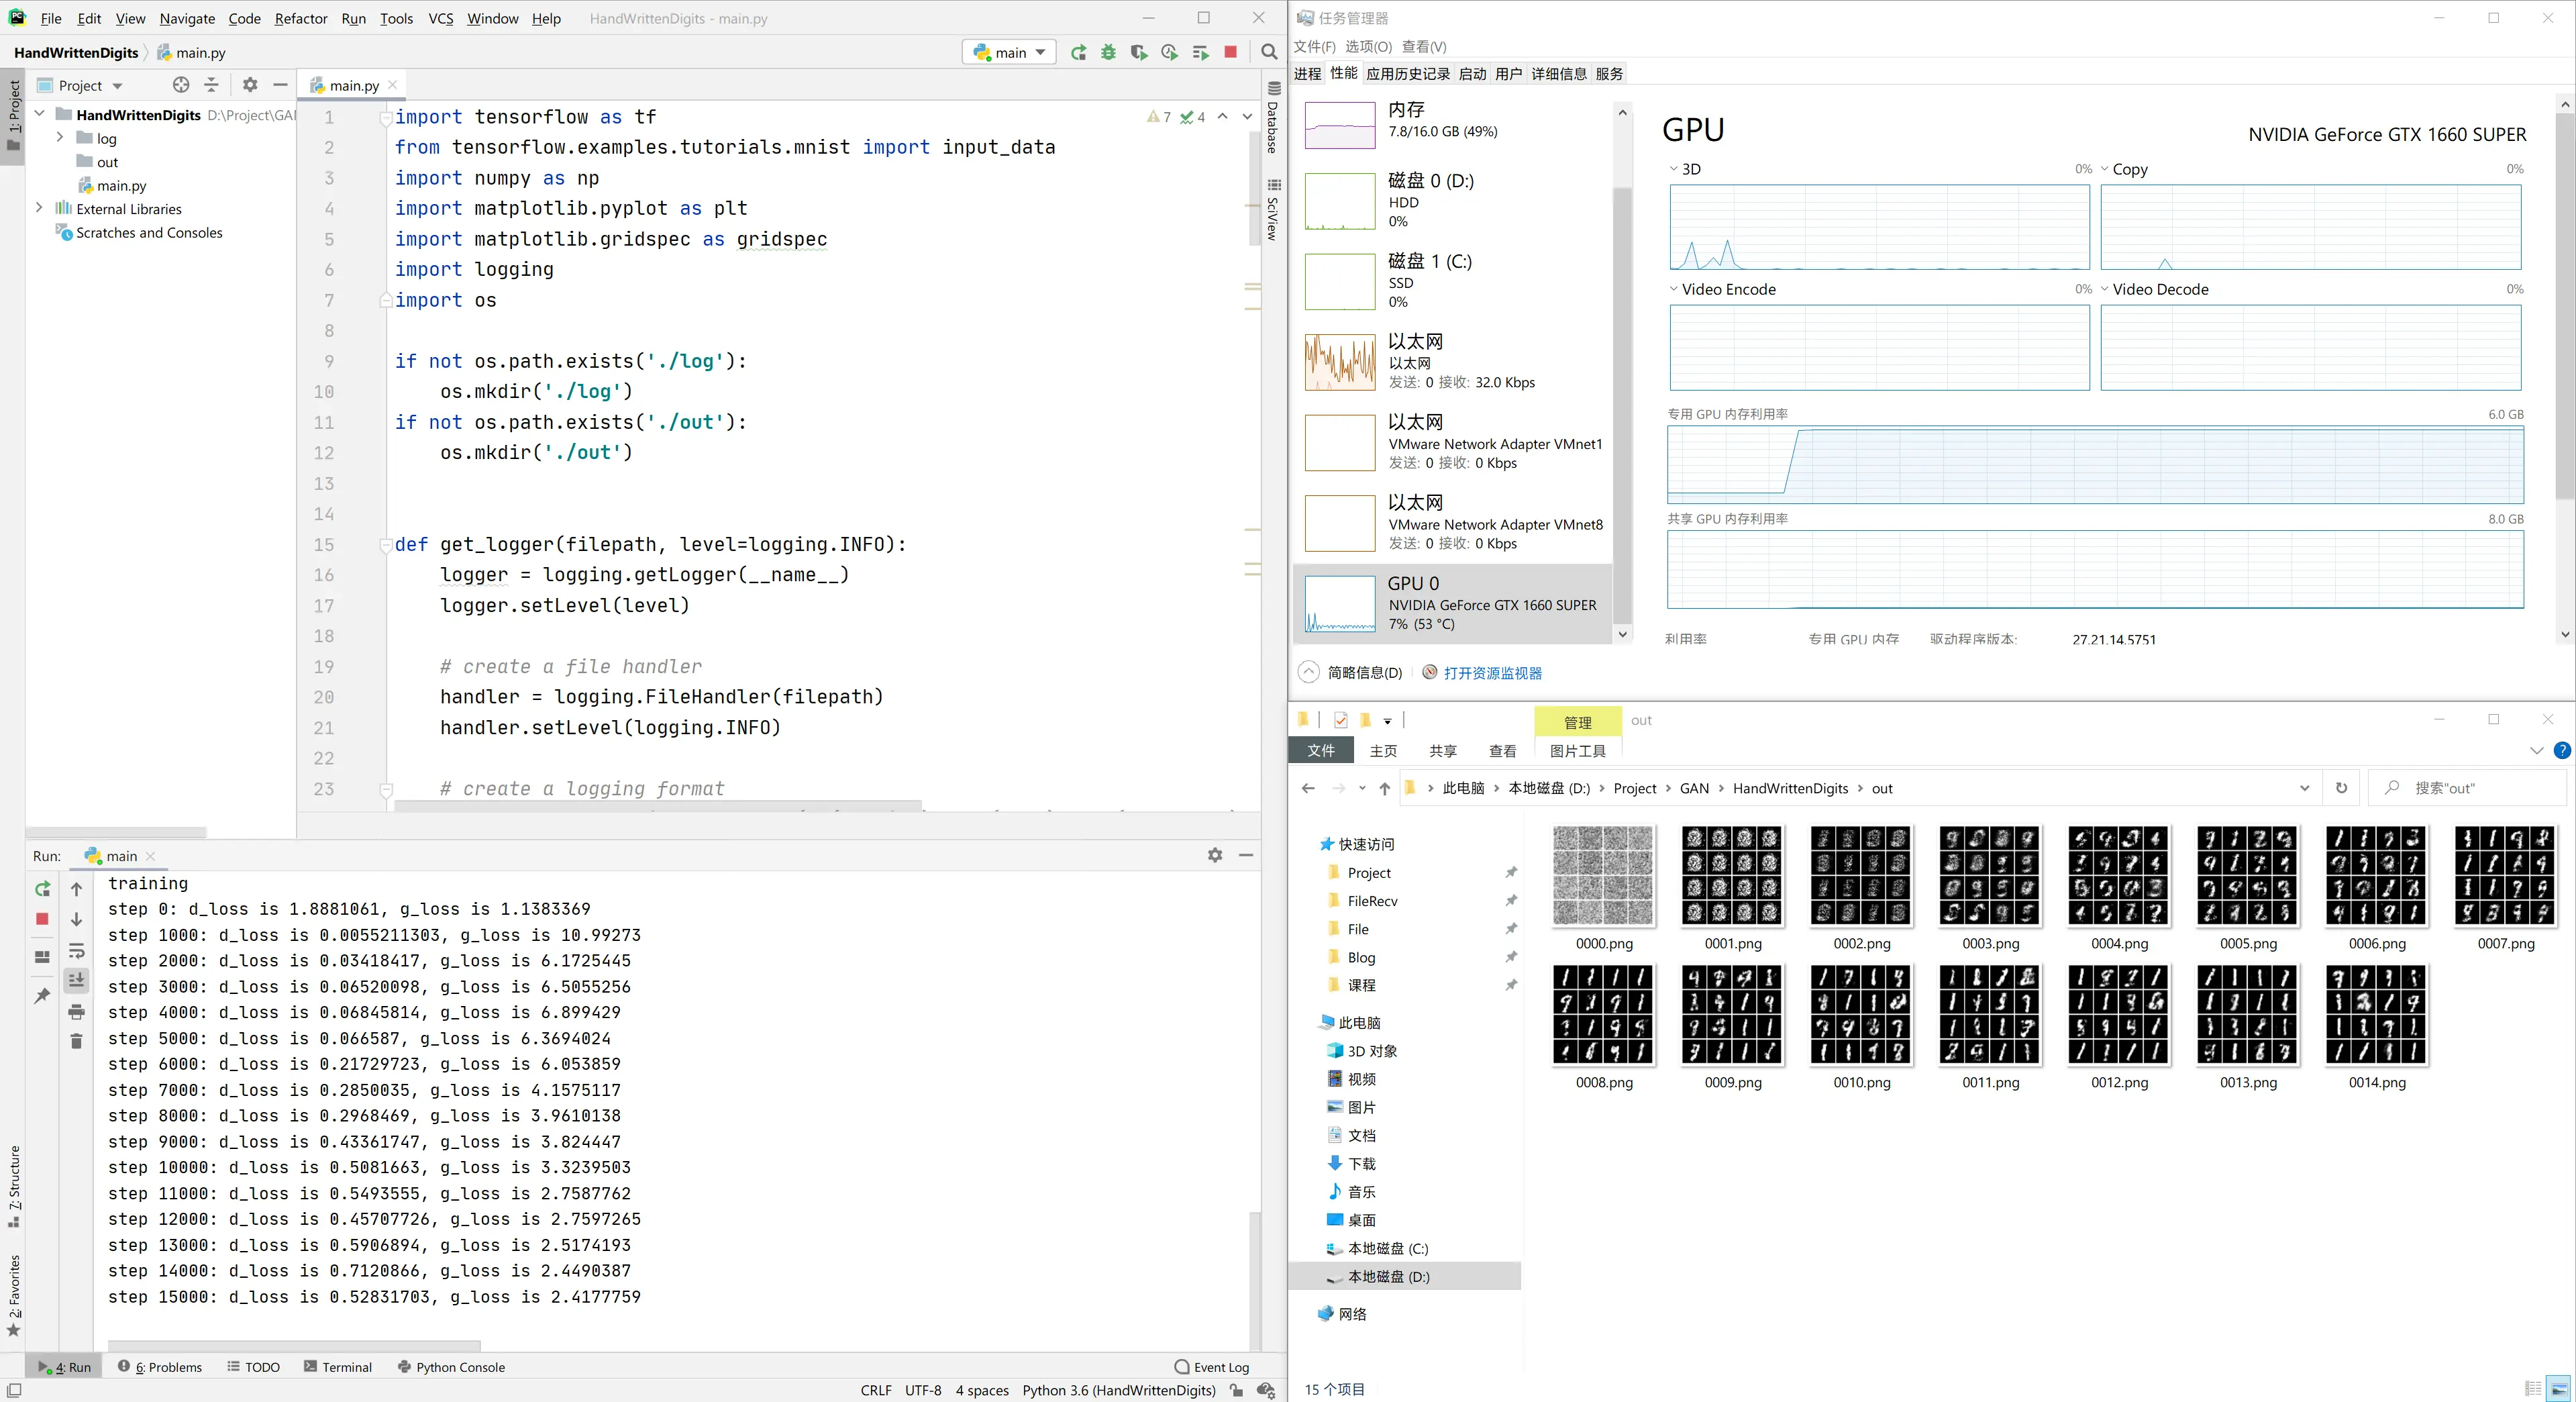 File Edit View Navigate Code Refactor Run Tools VCS Window Help HandWrittenDigits - main.py
HandWrittenDigits main.py main
1: Project
Project
main.py
HandWrittenDigits D:\Project\GA
log
out
main.py
External Libraries
Scratches and Consoles
7 4
1 import tensorflow as tf
2 from tensorflow.examples.tutorials.mnist import input_data
3 import numpy as np
4 import matplotlib.pyplot as plt
5 import matplotlib.gridspec as gridspec
6 import logging
7 import os
8
9 if not os.path.exists('./log'):
10 os.mkdir('./log')
11 if not os.path.exists('./out'):
12 os.mkdir('./out')
13
14
15 def get_logger(filepath, level=logging.INFO):
16 logger = logging.getLogger(__name__)
17 logger.setLevel(level)
18
19 # create a file handler
20 handler = logging.FileHandler(filepath)
21 handler.setLevel(logging.INFO)
22
23 # create a logging format
Database
SciView
Run: main
training
step 0: d_loss is 1.8881061, g_loss is 1.1383369
step 1000: d_loss is 0.0055211303, g_loss is 10.99273
step 2000: d_loss is 0.03418417, g_loss is 6.1725445
step 3000: d_loss is 0.06520098, g_loss is 6.5055256
step 4000: d_loss is 0.06845814, g_loss is 6.899429
step 5000: d_loss is 0.066587, g_loss is 6.3694024
step 6000: d_loss is 0.21729723, g_loss is 6.053859
step 7000: d_loss is 0.2850035, g_loss is 4.1575117
step 8000: d_loss is 0.2968469, g_loss is 3.9610138
step 9000: d_loss is 0.43361747, g_loss is 3.824447
step 10000: d_loss is 0.5081663, g_loss is 3.3239503
step 11000: d_loss is 0.5493555, g_loss is 2.7587762
step 12000: d_loss is 0.45707726, g_loss is 2.7597265
step 13000: d_loss is 0.5906894, g_loss is 2.5174193
step 14000: d_loss is 0.7120866, g_loss is 2.4490387
step 15000: d_loss is 0.52831703, g_loss is 2.4177759
7: Structure
2: Favorites
4: Run 6: Problems TODO Terminal Python Console Event Log
CRLF UTF-8 4 spaces Python 3.6 (HandWrittenDigits)
任务管理器
文件(F) 选项(O) 查看(V)
进程 性能 应用历史记录 启动 用户 详细信息 服务
内存
7.8/16.0 GB (49%)
磁盘 0 (D:)
HDD
0%
磁盘 1 (C:)
SSD
0%
以太网
以太网
发送: 0 接收: 32.0 Kbps
以太网
VMware Network Adapter VMnet1
发送: 0 接收: 0 Kbps
以太网
VMware Network Adapter VMnet8
发送: 0 接收: 0 Kbps
GPU 0
NVIDIA GeForce GTX 1660 SUPER
7% (53 °C)
GPU NVIDIA GeForce GTX 1660 SUPER
3D 0% Copy 0%
Video Encode 0% Video Decode 0%
专用 GPU 内存利用率 6.0 GB
共享 GPU 内存利用率 8.0 GB
利用率 专用 GPU 内存 驱动程序版本: 27.21.14.5751
简略信息(D) 打开资源监视器
管理 out
文件 主页 共享 查看 图片工具
此电脑 本地磁盘 (D:) Project GAN HandWrittenDigits out 搜索"out"
快速访问
Project
FileRecv
File
Blog
课程
此电脑
3D 对象
视频
图片
文档
下载
音乐
桌面
本地磁盘 (C:)
本地磁盘 (D:)
网络
0000.png 0001.png 0002.png 0003.png 0004.png 0005.png 0006.png 0007.png
0008.png 0009.png 0010.png 0011.png 0012.png 0013.png 0014.png
15 个项目